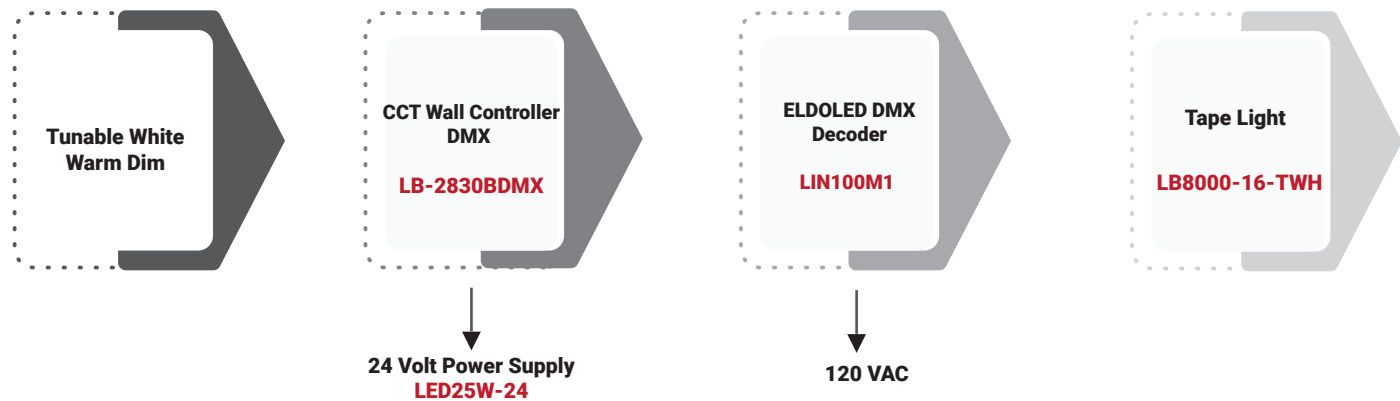 Tunable White
Warm Dim
CCT Wall Controller
DMX
LB-2830BDMX
24 Volt Power Supply
LED25W-24
ELDOLED DMX
Decoder
LIN100M1
120 VAC
Tape Light
LB8000-16-TWH